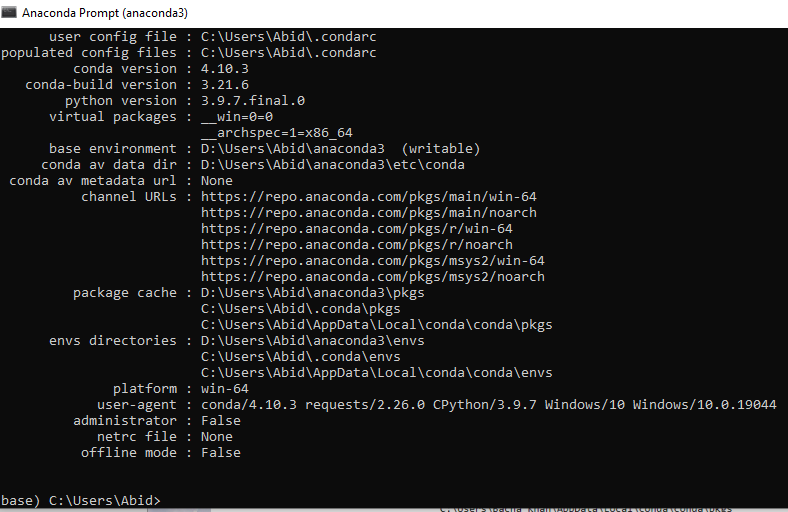 Anaconda Prompt (anaconda3)
user config file : C:\Users\Abid\.condarc
populated config files : C:\Users\Abid\.condarc
conda version : 4.10.3
conda-build version : 3.21.6
python version : 3.9.7.final.0
virtual packages : __win=0=0
__archspec=1=x86_64
base environment : D:\Users\Abid\anaconda3  (writable)
conda av data dir : D:\Users\Abid\anaconda3\etc\conda
conda av metadata url : None
channel URLs : https://repo.anaconda.com/pkgs/main/win-64
https://repo.anaconda.com/pkgs/main/noarch
https://repo.anaconda.com/pkgs/r/win-64
https://repo.anaconda.com/pkgs/r/noarch
https://repo.anaconda.com/pkgs/msys2/win-64
https://repo.anaconda.com/pkgs/msys2/noarch
package cache : D:\Users\Abid\anaconda3\pkgs
C:\Users\Abid\.conda\pkgs
C:\Users\Abid\AppData\Local\conda\conda\pkgs
envs directories : D:\Users\Abid\anaconda3\envs
C:\Users\Abid\.conda\envs
C:\Users\Abid\AppData\Local\conda\conda\envs
platform : win-64
user-agent : conda/4.10.3 requests/2.26.0 CPython/3.9.7 Windows/10 Windows/10.0.19044
administrator : False
netrc file : None
offline mode : False
base) C:\Users\Abid>